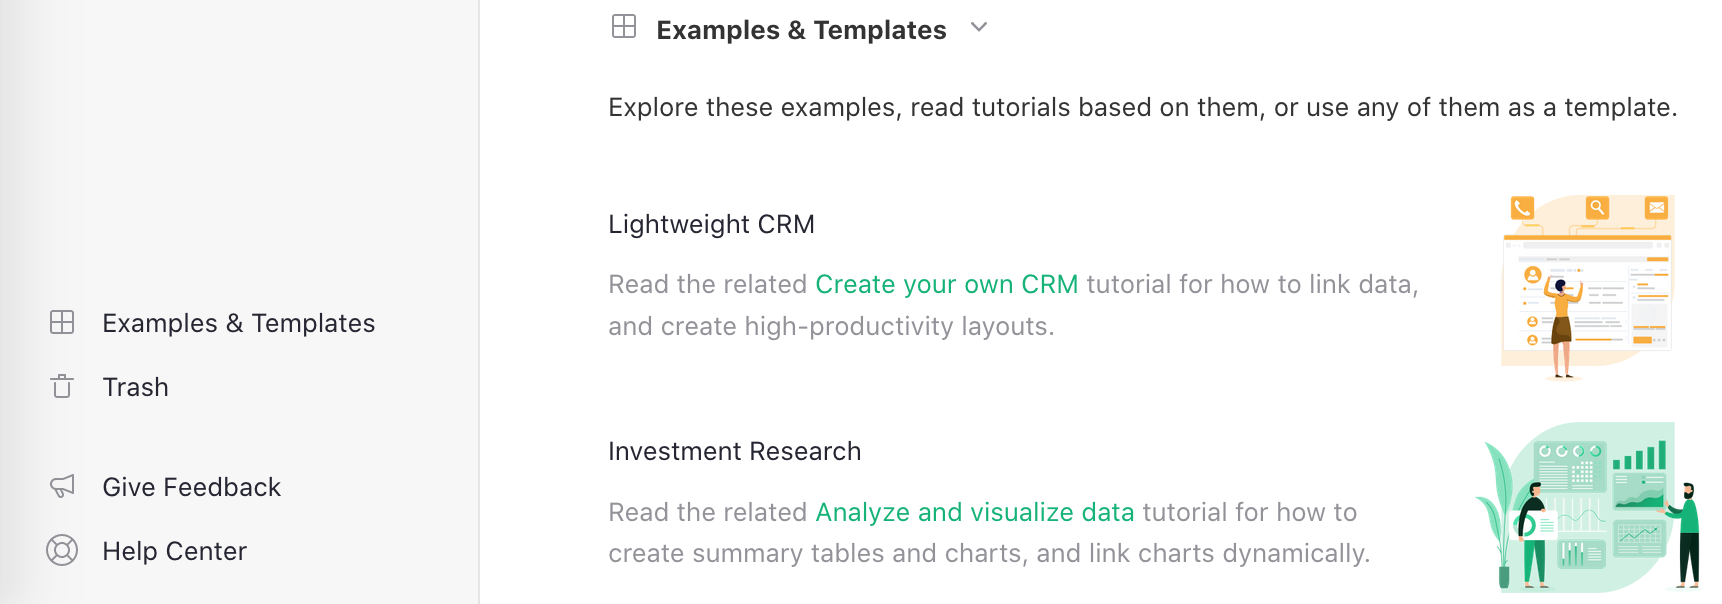 Examples & Templates
Trash
Give Feedback
Help Center
Examples & Templates
Explore these examples, read tutorials based on them, or use any of them as a template.
Lightweight CRM
Read the related Create your own CRM tutorial for how to link data,
and create high-productivity layouts.
Investment Research
Read the related Analyze and visualize data tutorial for how to
create summary tables and charts, and link charts dynamically.